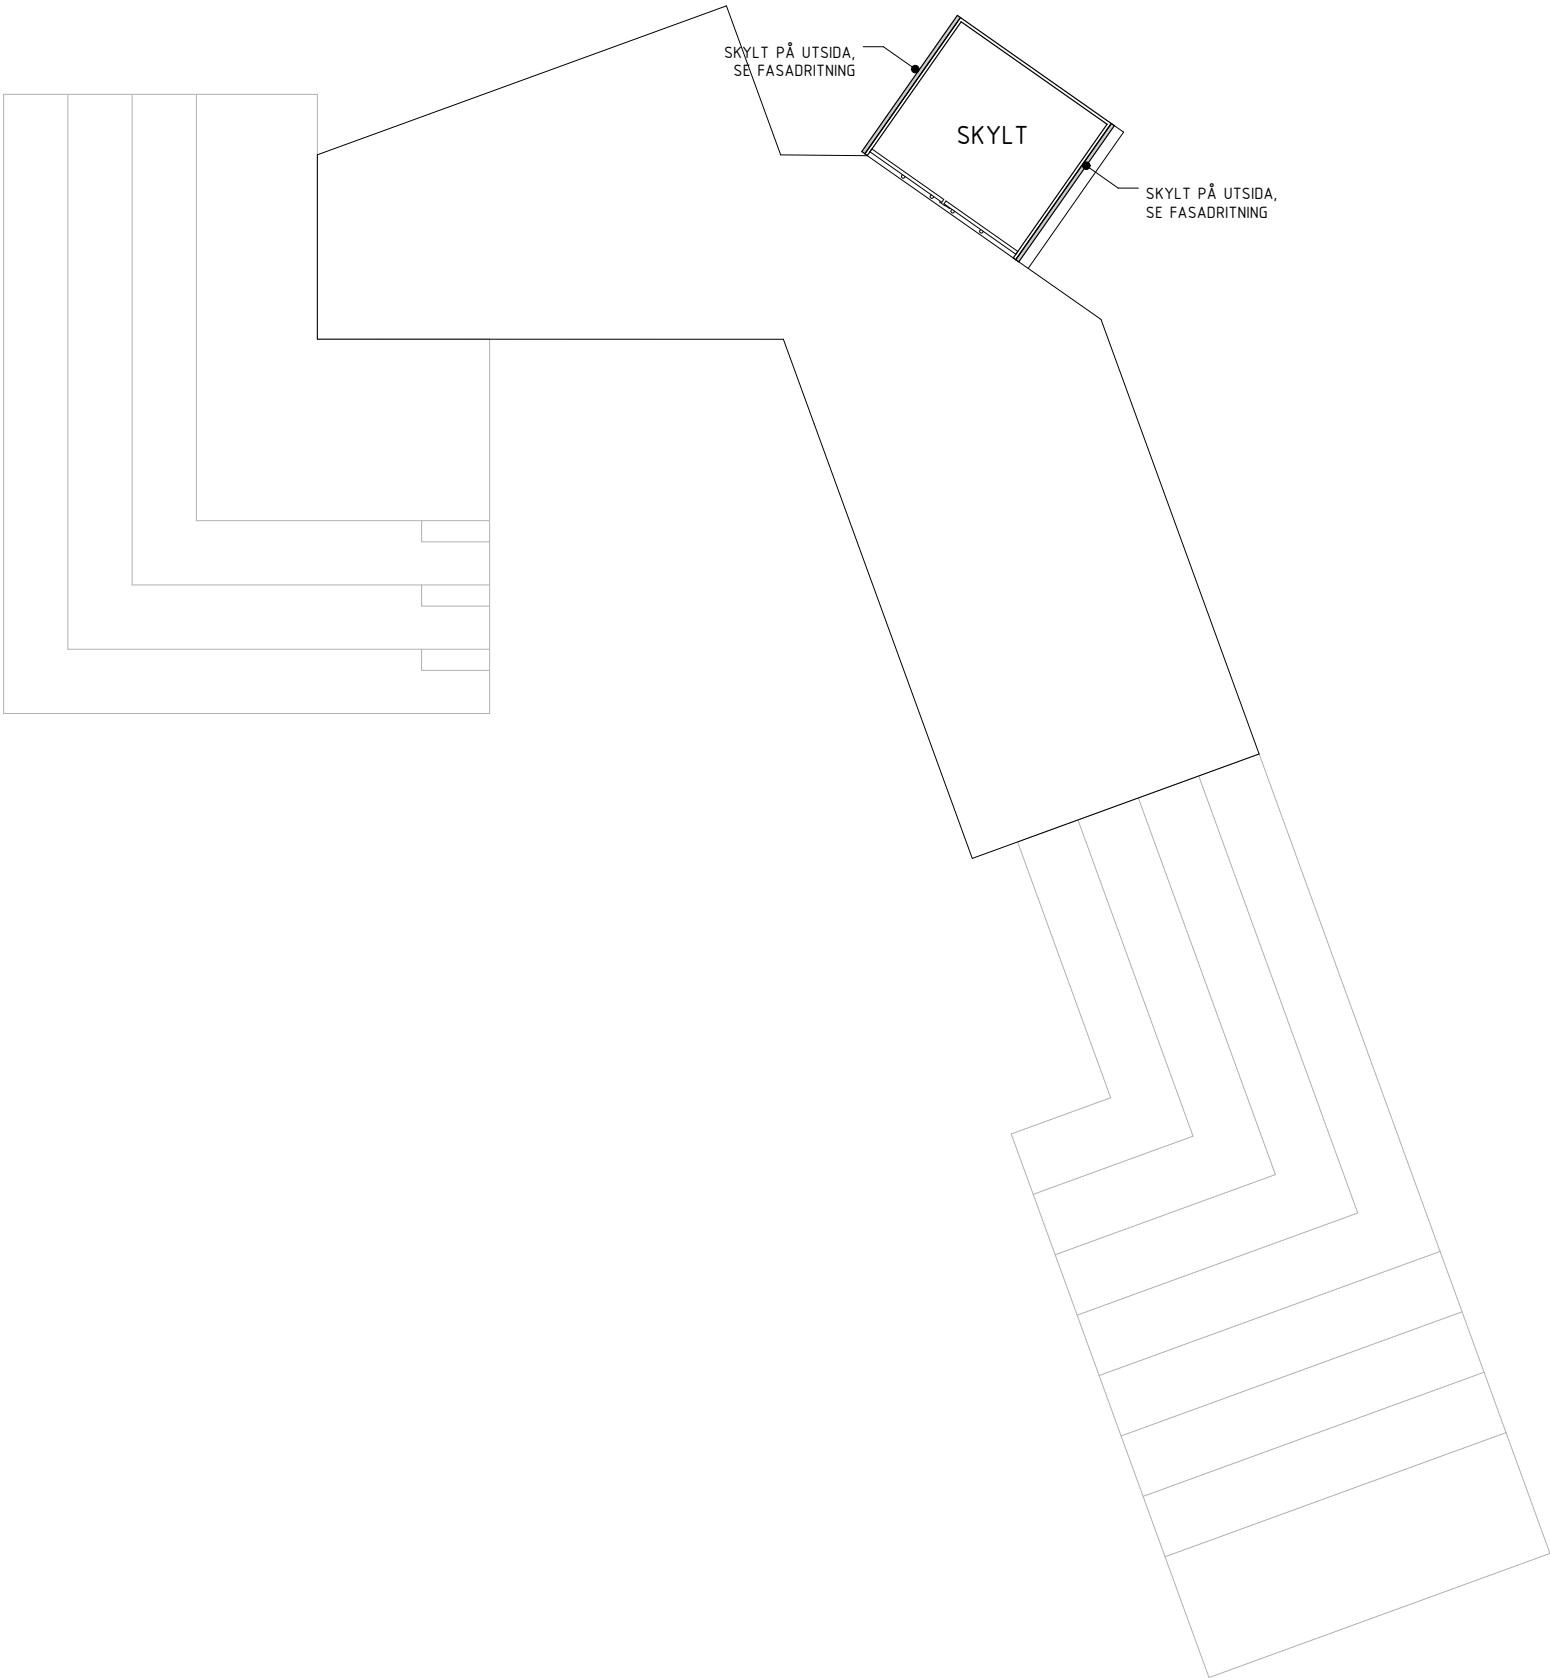 SKYLT PÅ UTSIDA,
SE FASADRITNING
SKYLT
SKYLT PÅ UTSIDA,
SE FASADRITNING